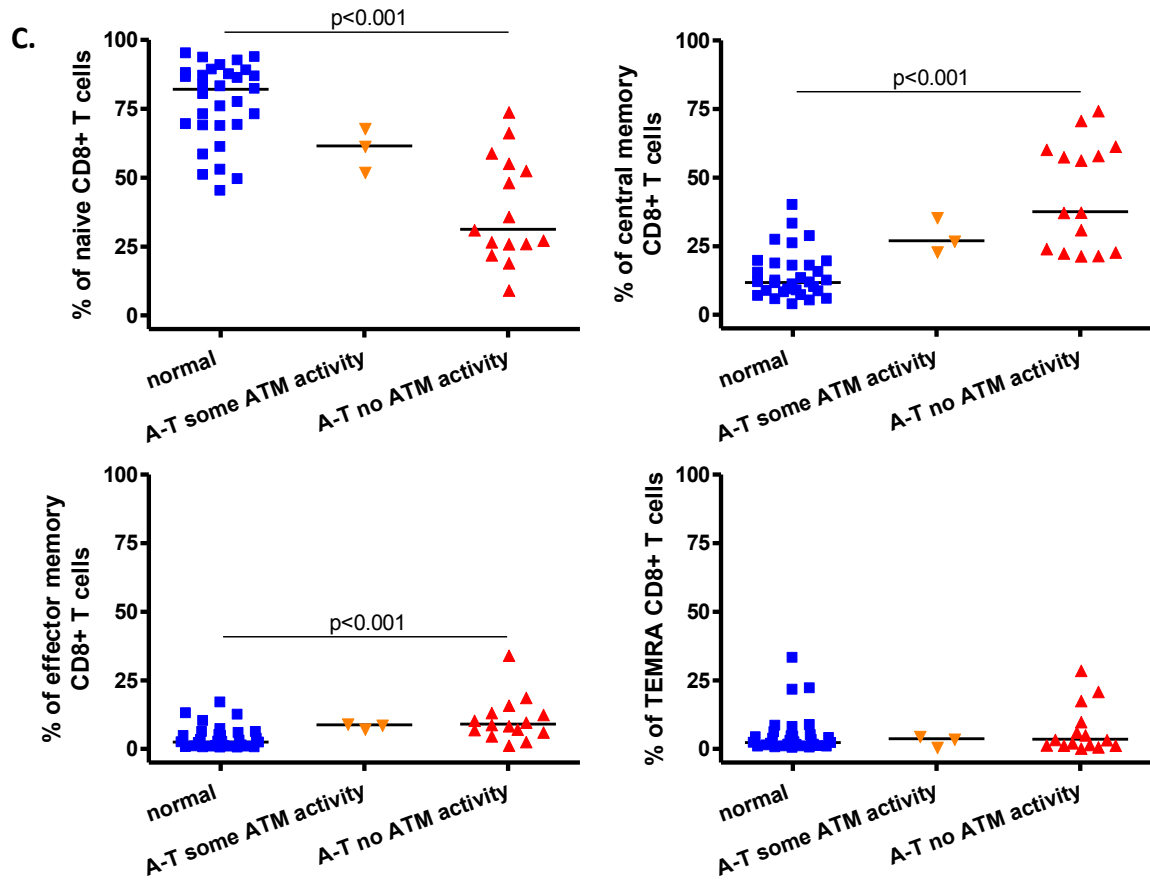 C.
p<0.001
100
75
50
25
0
% of naive CD8+ T cells
normal
A-T some ATM activity
A-T no ATM activity
p<0.001
100
75
50
25
0
% of central memory
CD8+ T cells
normal
A-T some ATM activity
A-T no ATM activity
p<0.001
100
75
50
25
0
% of effector memory
CD8+ T cells
normal
A-T some ATM activity
A-T no ATM activity
100
75
50
25
0
% of TEMRA CD8+ T cells
normal
A-T some ATM activity
A-T no ATM activity